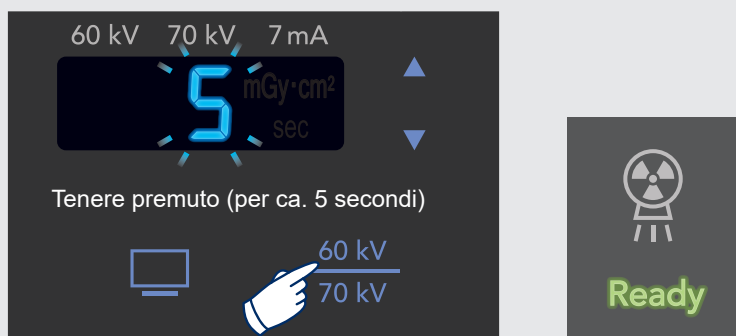 60 kV 70 kV 7 mA
5 mGy·cm²
sec
Tenere premuto (per ca. 5 secondi)
60 kV
70 kV
Ready